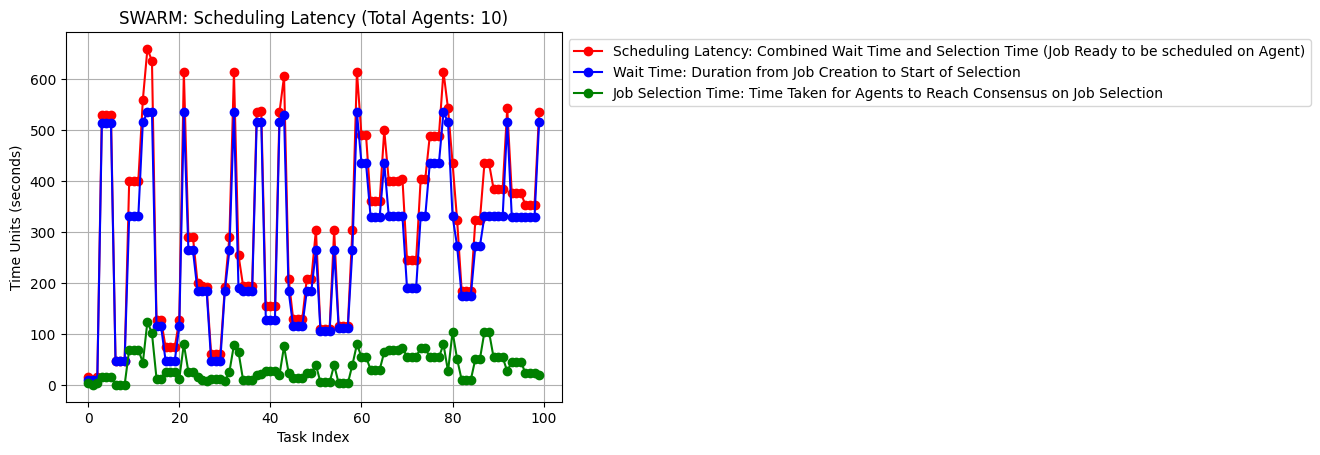 SWARM: Scheduling Latency (Total Agents: 10)
Scheduling Latency: Combined Wait Time and Selection Time (Job Ready to be scheduled on Agent)
Wait Time: Duration from Job Creation to Start of Selection
Job Selection Time: Time Taken for Agents to Reach Consensus on Job Selection
Time Units (seconds)
600
500
400
300
200
100
0
0 20 40 60 80 100
Task Index